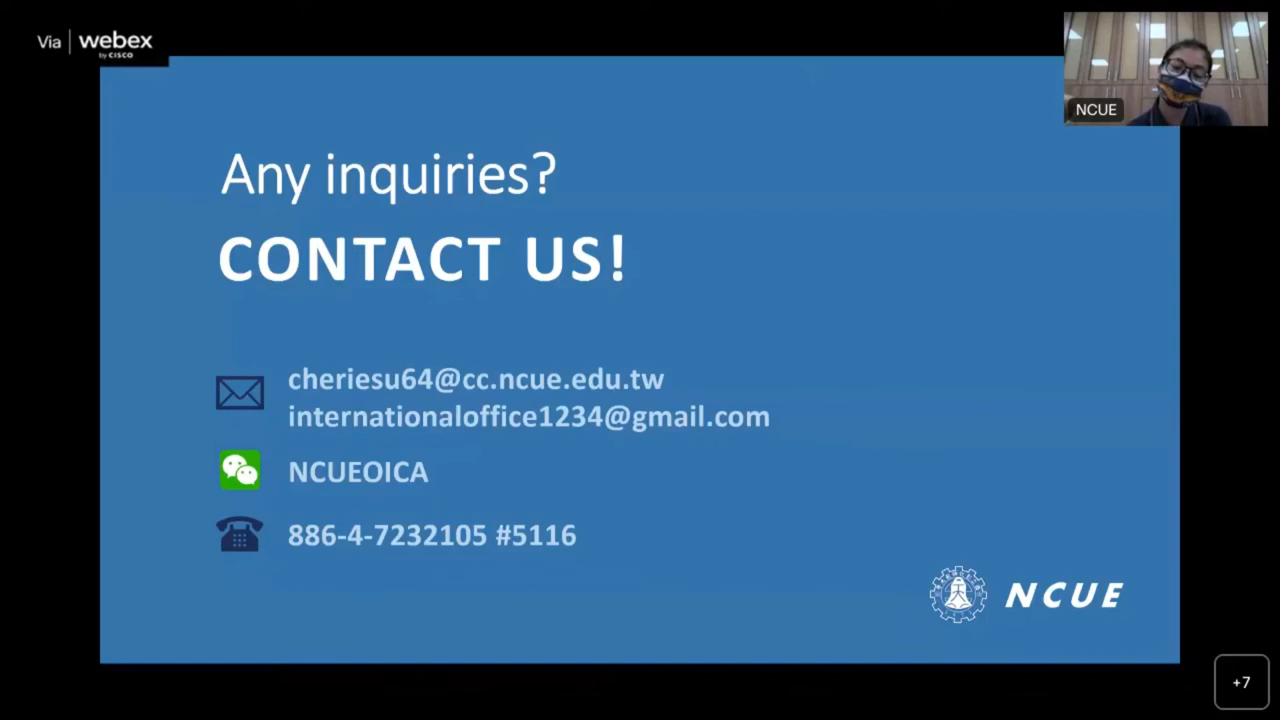 Via | webex
by CISCO
NCUE
Any inquiries?
CONTACT US!
cheriesu64@cc.ncue.edu.tw
internationaloffice1234@gmail.com
NCUEOICA
886-4-7232105 #5116
NCUE
+7